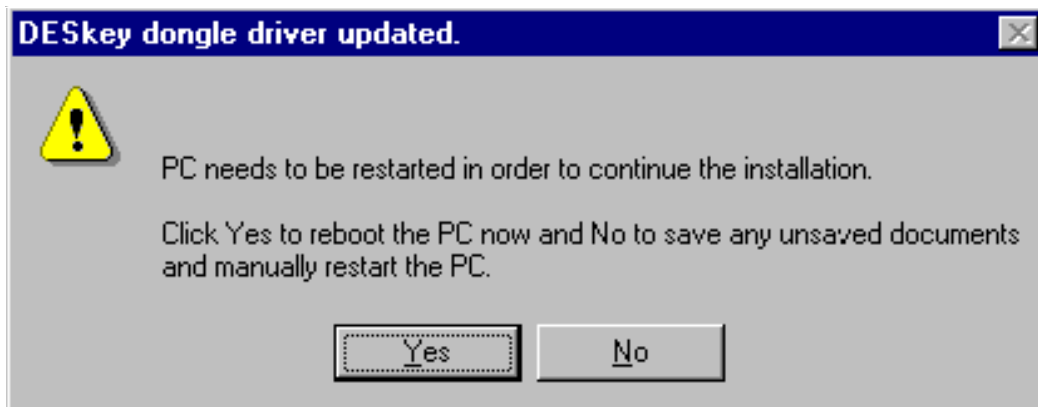 DESkey dongle driver updated.
PC needs to be restarted in order to continue the installation.
Click Yes to reboot the PC now and No to save any unsaved documents
and manually restart the PC.
Yes No